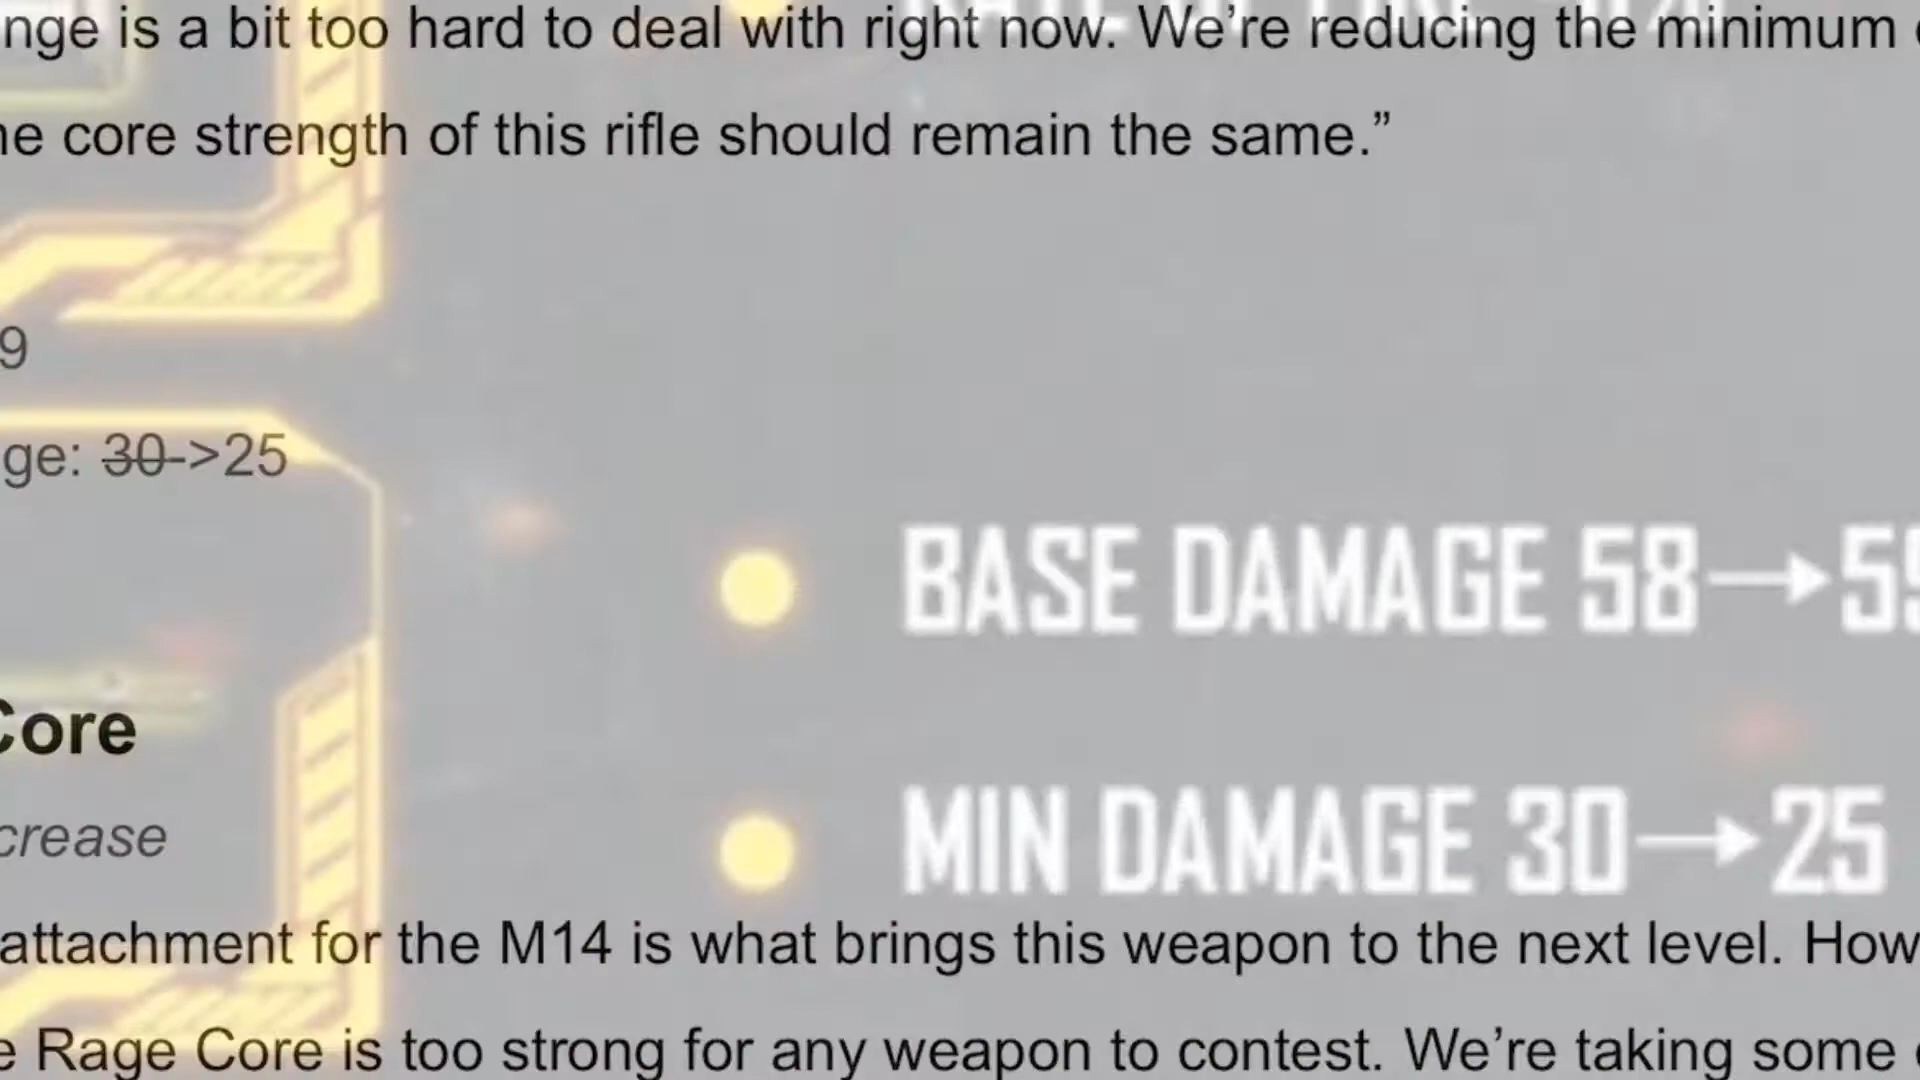 nge is a bit too hard to deal with right now. We’re reducing the minimum
he core strength of this rifle should remain the same.”
9
ge: 30->25
BASE DAMAGE 58→55
Core
MIN DAMAGE 30→25
crease
attachment for the M14 is what brings this weapon to the next level. How
e Rage Core is too strong for any weapon to contest. We’re taking some